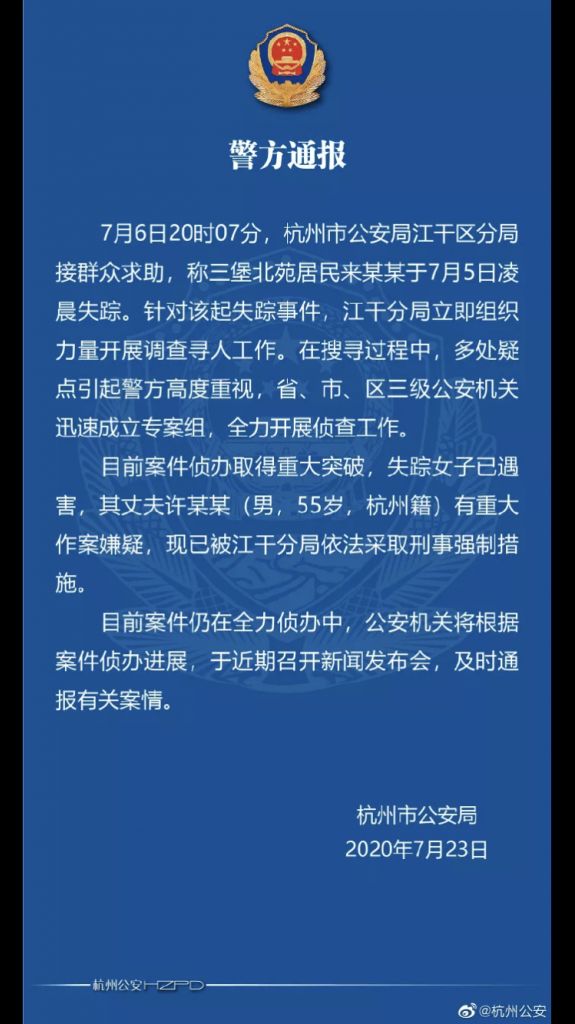 警方通报
7月6日20时07分，杭州市公安局江干区分局
接群众求助，称三堡北苑居民来某某于7月5日凌
晨失踪。针对该起失踪事件，江干分局立即组织
力量开展调查寻人工作。在搜寻过程中，多处疑
点引起警方高度重视，省、市、区三级公安机关
迅速成立专案组，全力开展侦查工作。
目前案件侦办取得重大突破，失踪女子已遇
害，其丈夫许某某（男，55岁，杭州籍）有重大
作案嫌疑，现已被江干分局依法采取刑事强制措
施。
目前案件仍在全力侦办中，公安机关将根据
案件侦办进展，于近期召开新闻发布会，及时通
报有关案情。
杭州市公安局
2020年7月23日
杭州公安HZPD
@杭州公安